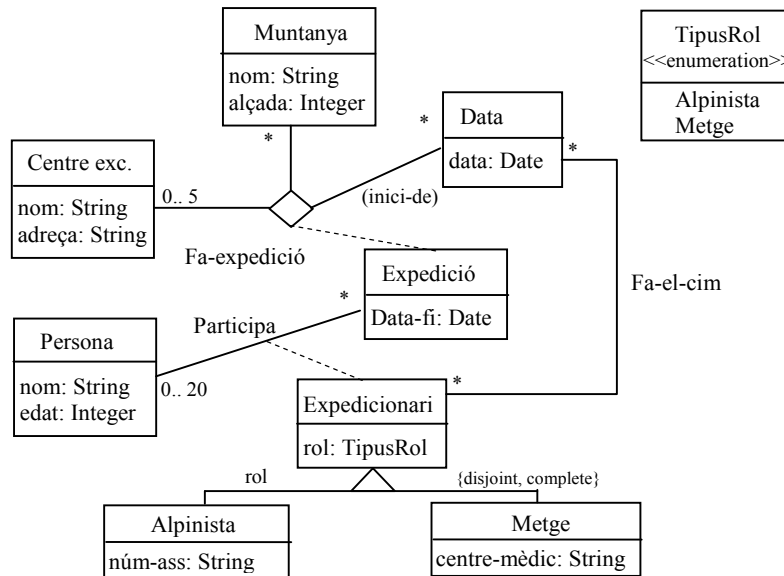 Muntanya
nom: String
alçada: Integer
TipusRol
<<enumeration>>
Alpinista
Metge
*
*
Data
data: Date
*
Centre exc.
nom: String
adreça: String
0.. 5
(inici-de)
Fa-expedició
Expedició
Data-fi: Date
Fa-el-cim
*
Participa
Persona
nom: String
edat: Integer
0.. 20
Expedicionari
rol: TipusRol
*
rol
{disjoint, complete}
Alpinista
núm-ass: String
Metge
centre-mèdic: String